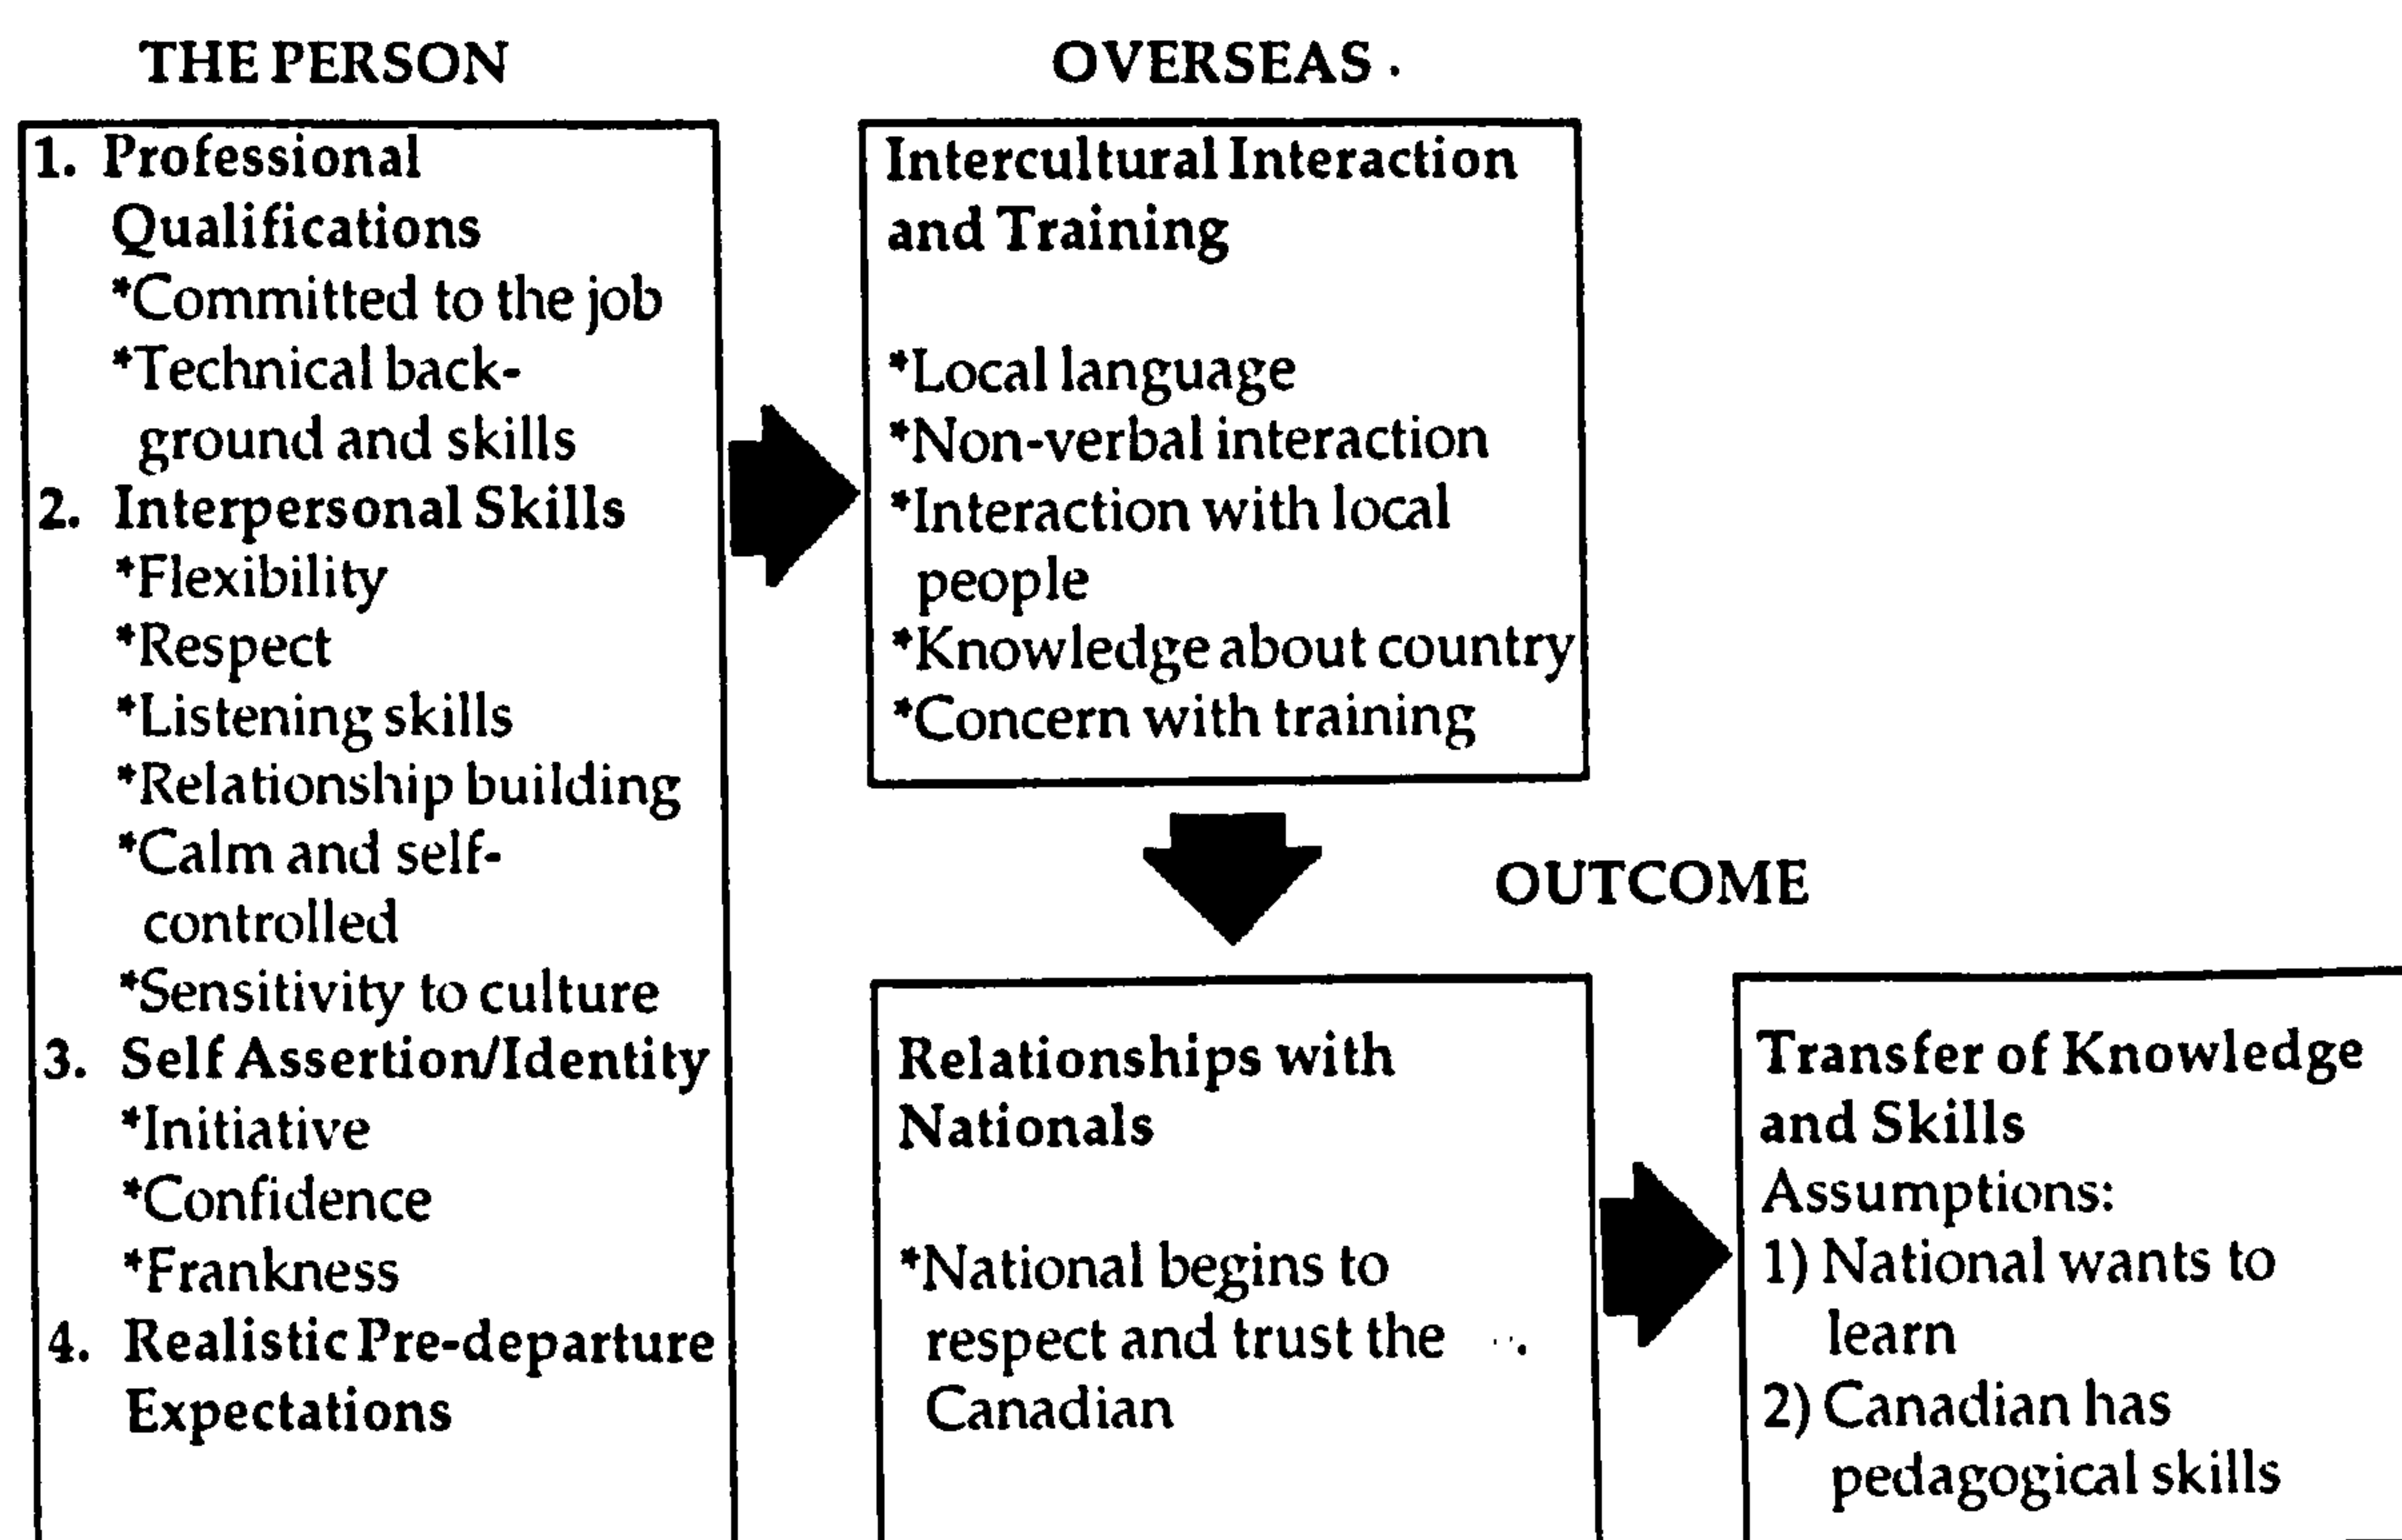 THE PERSON
1. Professional
Qualifications
*Committed to the job
*Technical back-
ground and skills
2. Interpersonal Skills
*Flexibility
*Respect
*Listening skills
*Relationship building
*Calm and self-
controlled
*Sensitivity to culture
3. Self Assertion/Identity
*Initiative
*Confidence
*Frankness
4. Realistic Pre-departure
Expectations
OVERSEAS
Intercultural Interaction
and Training
*Local language
*Non-verbal interaction
*Interaction with local
people
*Knowledge about country
*Concern with training
OUTCOME
Relationships with
Nationals
*National begins to
respect and trust the
Canadian
Transfer of Knowledge
and Skills
Assumptions:
1) National wants to
learn
2) Canadian has
pedagogical skills